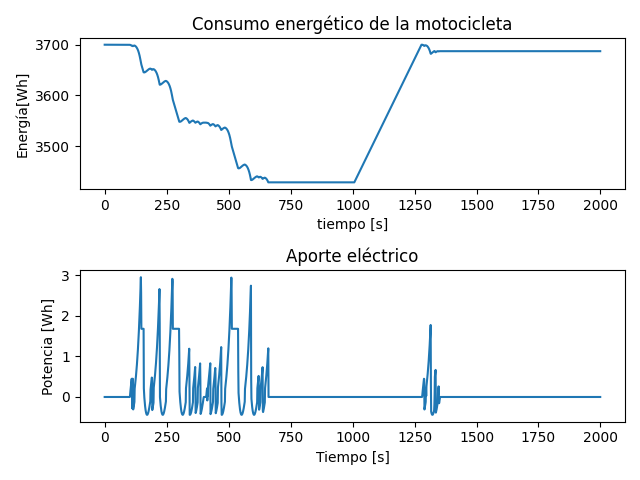 Consumo energético de la motocicleta
3700
3600
3500
Energía[Wh]
0 250 500 750 1000 1250 1500 1750 2000
tiempo [s]
Aporte eléctrico
3
2
1
0
Potencia [Wh]
0 250 500 750 1000 1250 1500 1750 2000
Tiempo [s]